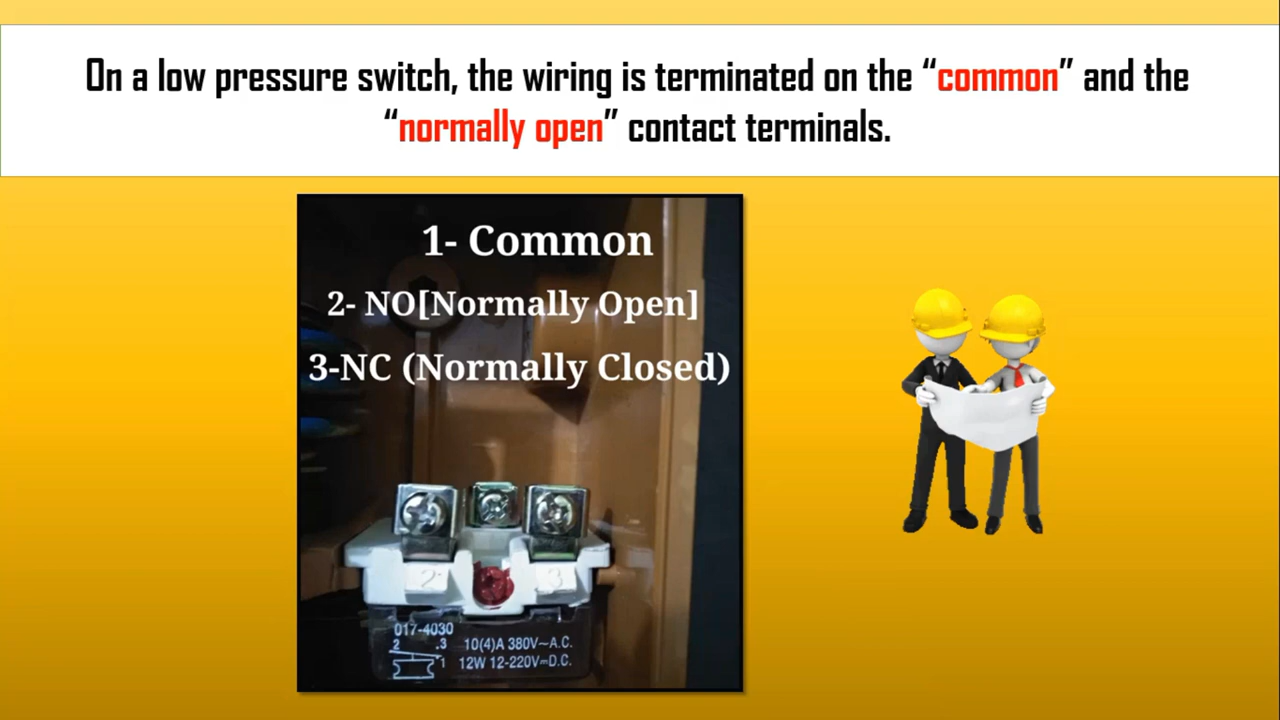 On a low pressure switch, the wiring is terminated on the “common” and the
“normally open” contact terminals.
1- Common
2- NO[Normally Open]
3-NC (Normally Closed)
2
3
017-4030
2 .3 10(4)A 380V~A.C.
1 12W 12-220V=D.C.